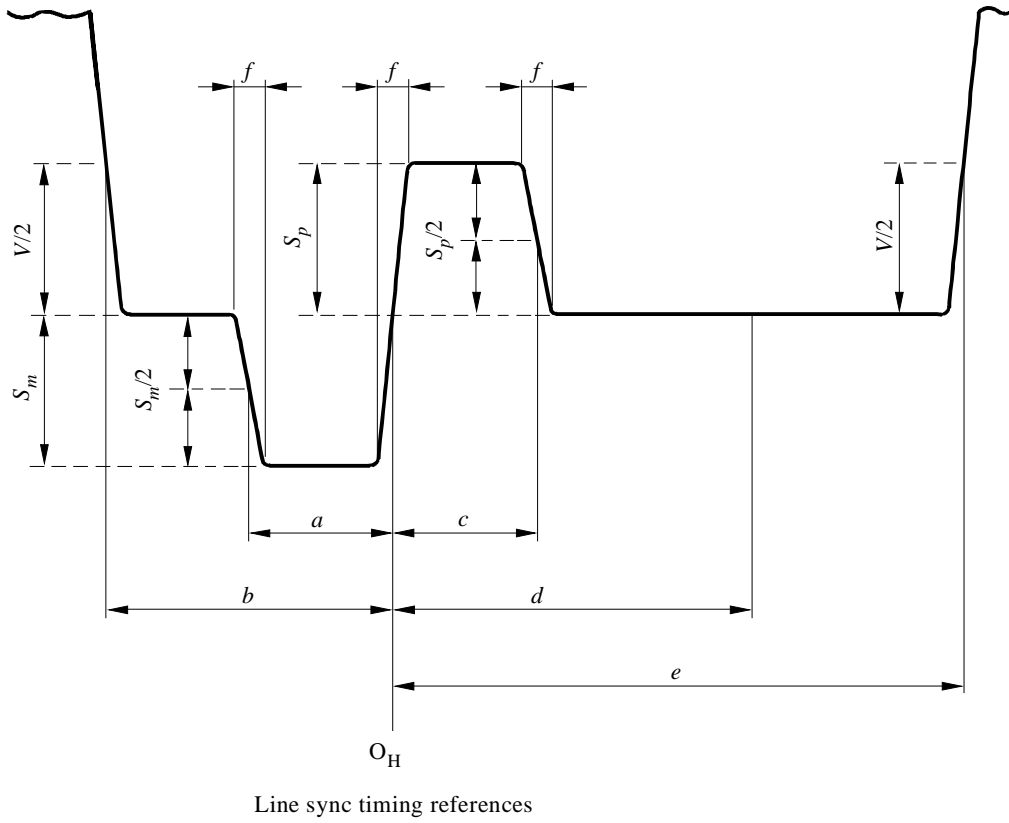 f f f
V/2
S_p
S_p/2
V/2
S_m
S_m/2
a c
b d
e
O_H
Line sync timing references